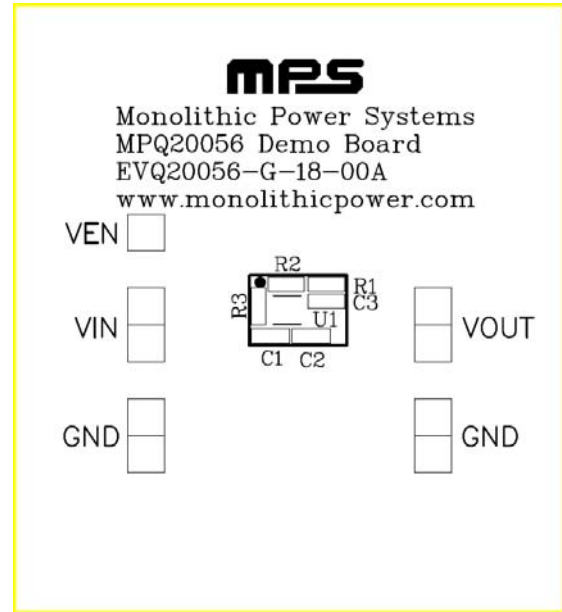 mps
Monolithic Power Systems
MPQ20056 Demo Board
EVQ20056-G-18-00A
www.monolithicpower.com
VEN
R2
R3
R1
C3
U1
VIN
VOUT
C1 C2
GND
GND